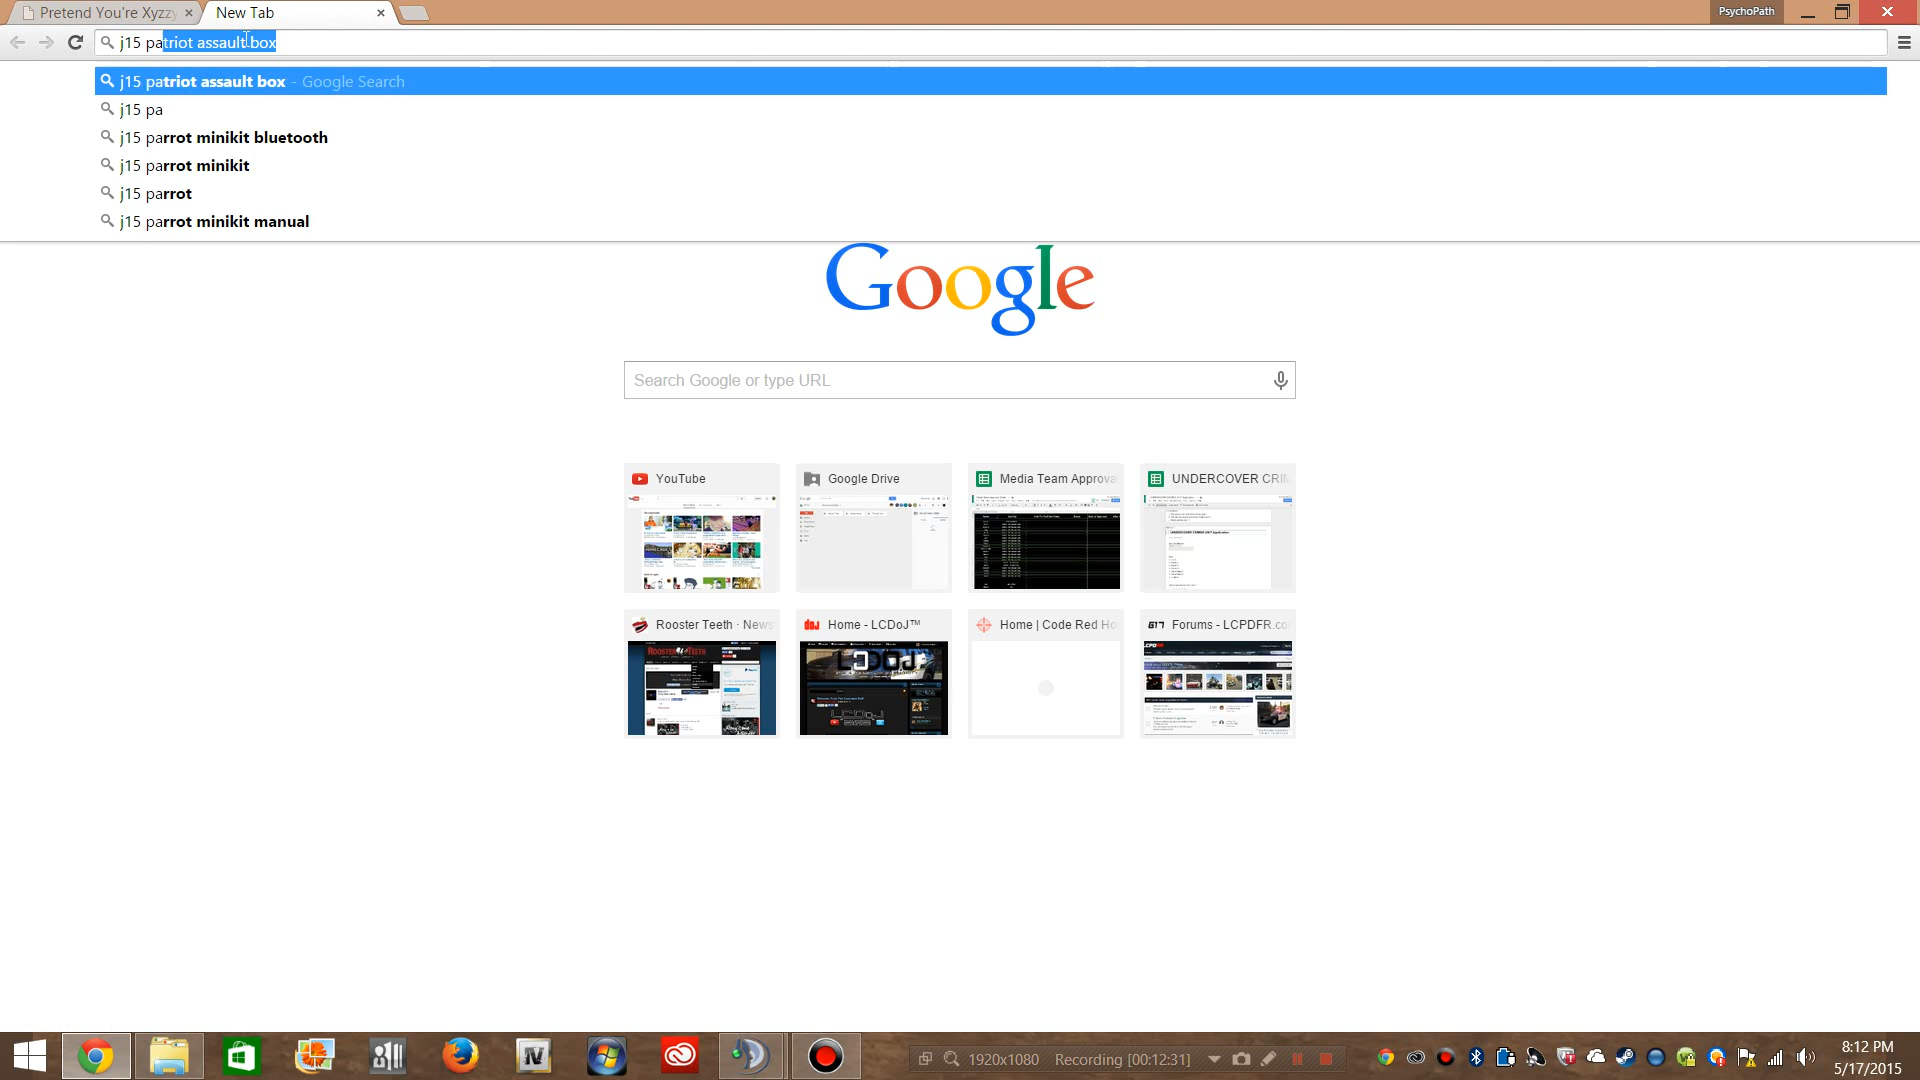 Pretend You're Xyzzy
New Tab
PsychoPath
j15 patriot assault box
j15 patriot assault box - Google Search
j15 pa
j15 parrot minikit bluetooth
j15 parrot minikit
j15 parrot
j15 parrot minikit manual
Google
Search Google or type URL
YouTube
Google Drive
Media Team Approva
UNDERCOVER CRIM
Rooster Teeth · News
Home - LCDoJ™
Home | Code Red Ho
Forums - LCPDFR.co
1920x1080 Recording [00:12:31]
8:12 PM
5/17/2015